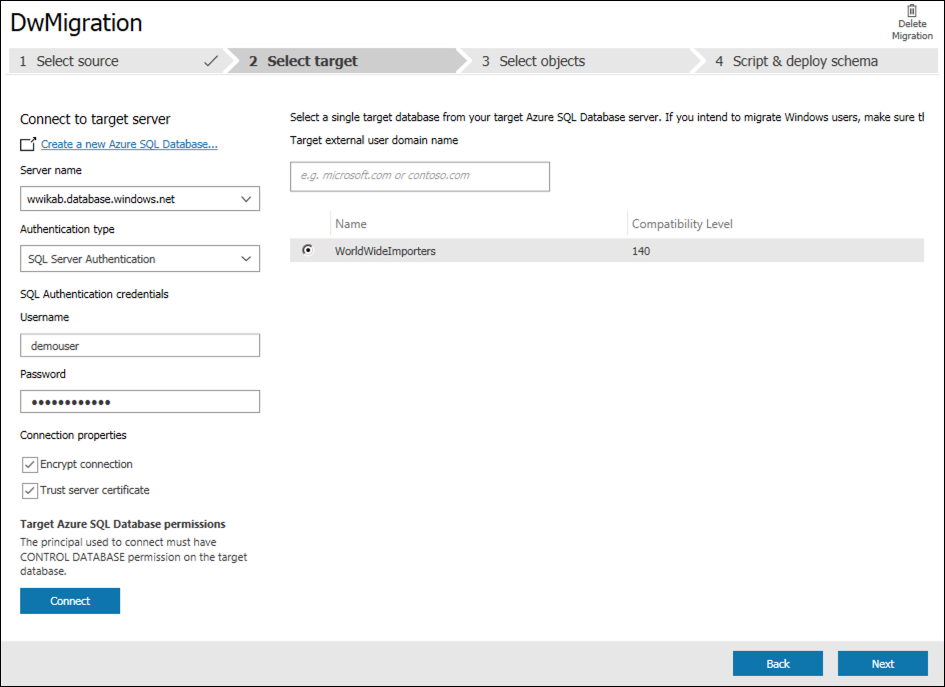 DwMigration
Delete
Migration
1 Select source
2 Select target
3 Select objects
4 Script & deploy schema
Connect to target server
Create a new Azure SQL Database...
Server name
wwikab.database.windows.net
Authentication type
SQL Server Authentication
SQL Authentication credentials
Username
demouser
Password
••••••••••••
Connection properties
Encrypt connection
Trust server certificate
Target Azure SQL Database permissions
The principal used to connect must have
CONTROL DATABASE permission on the target
database.
Connect
Select a single target database from your target Azure SQL Database server. If you intend to migrate Windows users, make sure
Target external user domain name
e.g. microsoft.com or contoso.com
Name Compatibility Level
WorldWideImporters 140
Back
Next